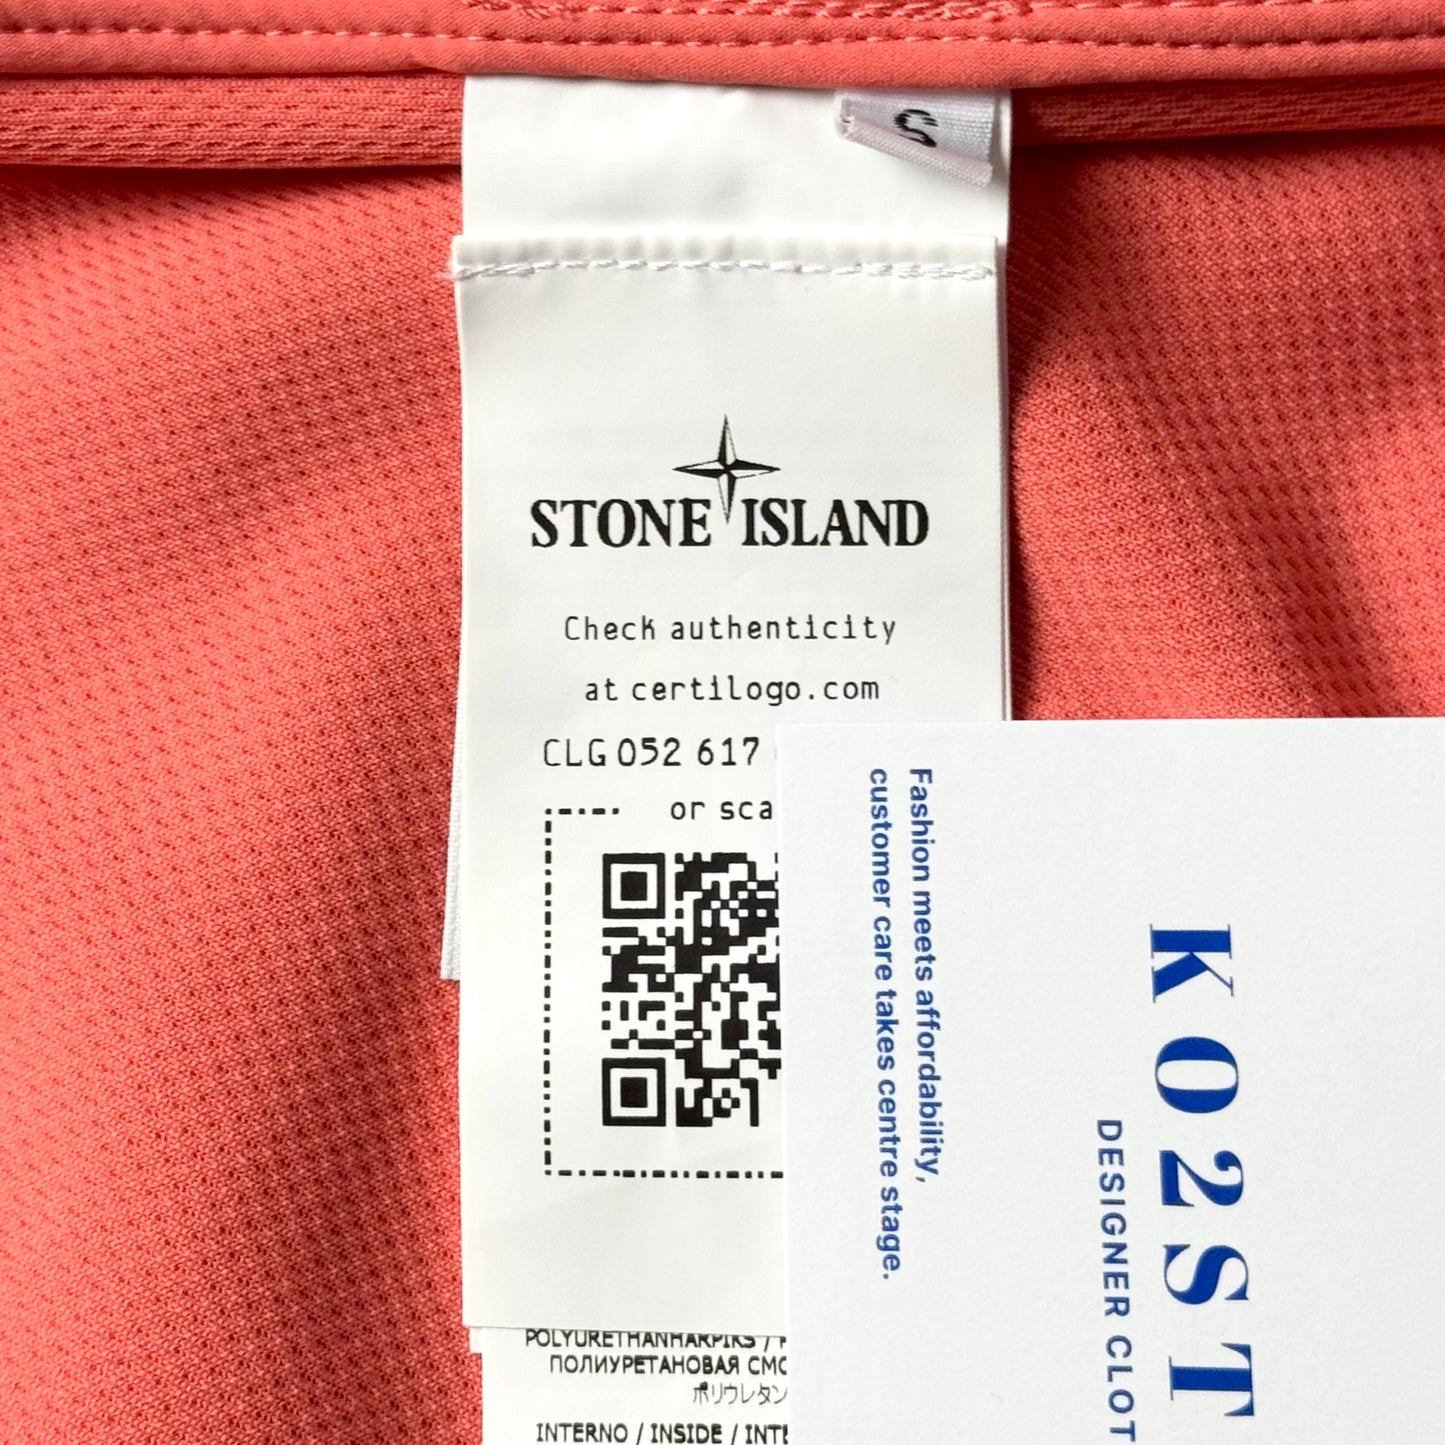 S
STONE ISLAND
Check authenticity
at certilogo.com
CLG 052 617
or sca
POLYURETHANHARPIKS /
ПОЛИУРЕТАНОВАЯ СМО
ポリウレタン
INTERNO / INSIDE / INTE
Fashion meets affordability,
customer care takes centre stage.
KO2ST
DESIGNER CLOT